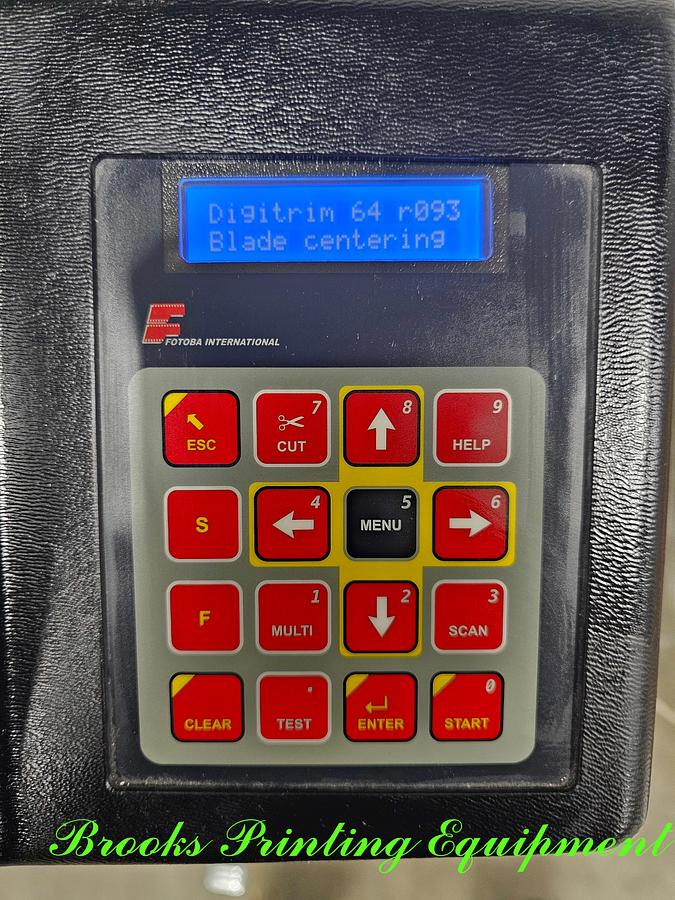 Digitrim 64 r093
Blade centering
FOTOBA INTERNATIONAL
ESC
7 CUT
8
9 HELP
S
4
5 MENU
6
F
1 MULTI
2
3 SCAN
CLEAR
. TEST
ENTER
0 START
Brooks Printing Equipment